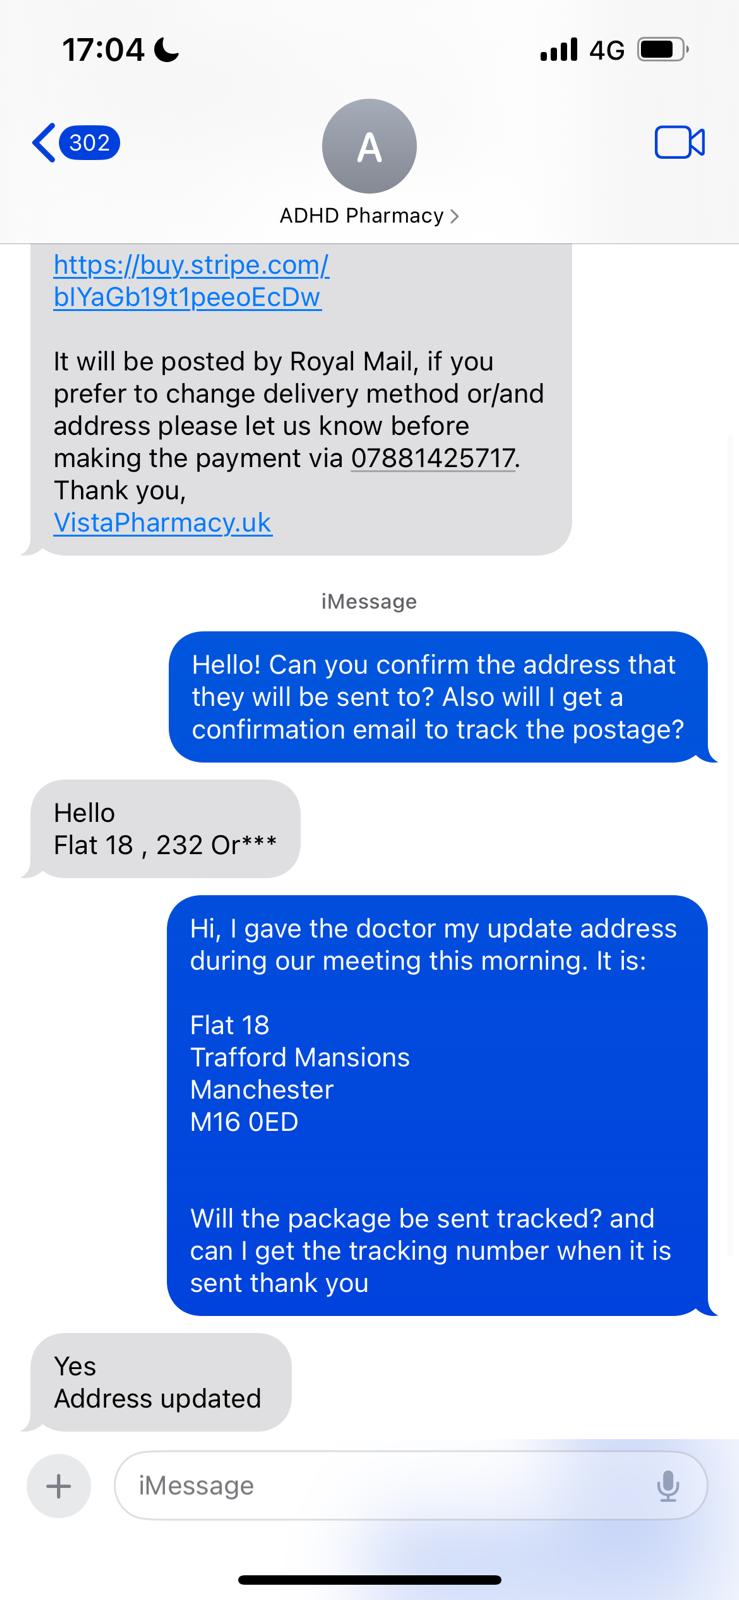 17:04
4G
302
A
ADHD Pharmacy
https://buy.stripe.com/
bIYaGb19t1peeoEcDw
It will be posted by Royal Mail, if you
prefer to change delivery method or/and
address please let us know before
making the payment via 07881425717.
Thank you,
VistaPharmacy.uk
iMessage
Hello! Can you confirm the address that
they will be sent to? Also will I get a
confirmation email to track the postage?
Hello
Flat 18 , 232 Or***
Hi, I gave the doctor my update address
during our meeting this morning. It is:
Flat 18
Trafford Mansions
Manchester
M16 0ED
Will the package be sent tracked? and
can I get the tracking number when it is
sent thank you
Yes
Address updated
iMessage